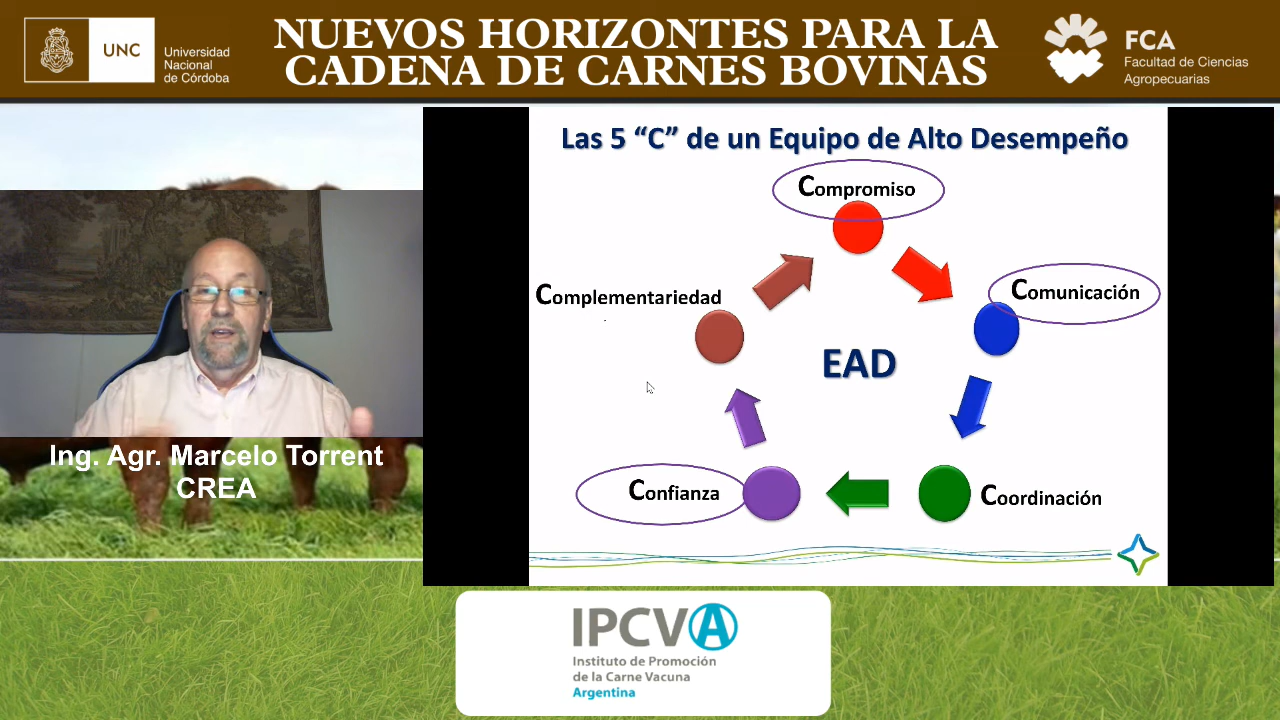 UNC
Universidad
Nacional
de Córdoba
NUEVOS HORIZONTES PARA LA
CADENA DE CARNES BOVINAS
FCA
Facultad de Ciencias
Agropecuarias
Las 5 “C” de un Equipo de Alto Desempeño
Compromiso
Comunicación
Complementariedad
EAD
Confianza
Coordinación
Ing. Agr. Marcelo Torrent
CREA
IPCVA
Instituto de Promoción
de la Carne Vacuna
Argentina